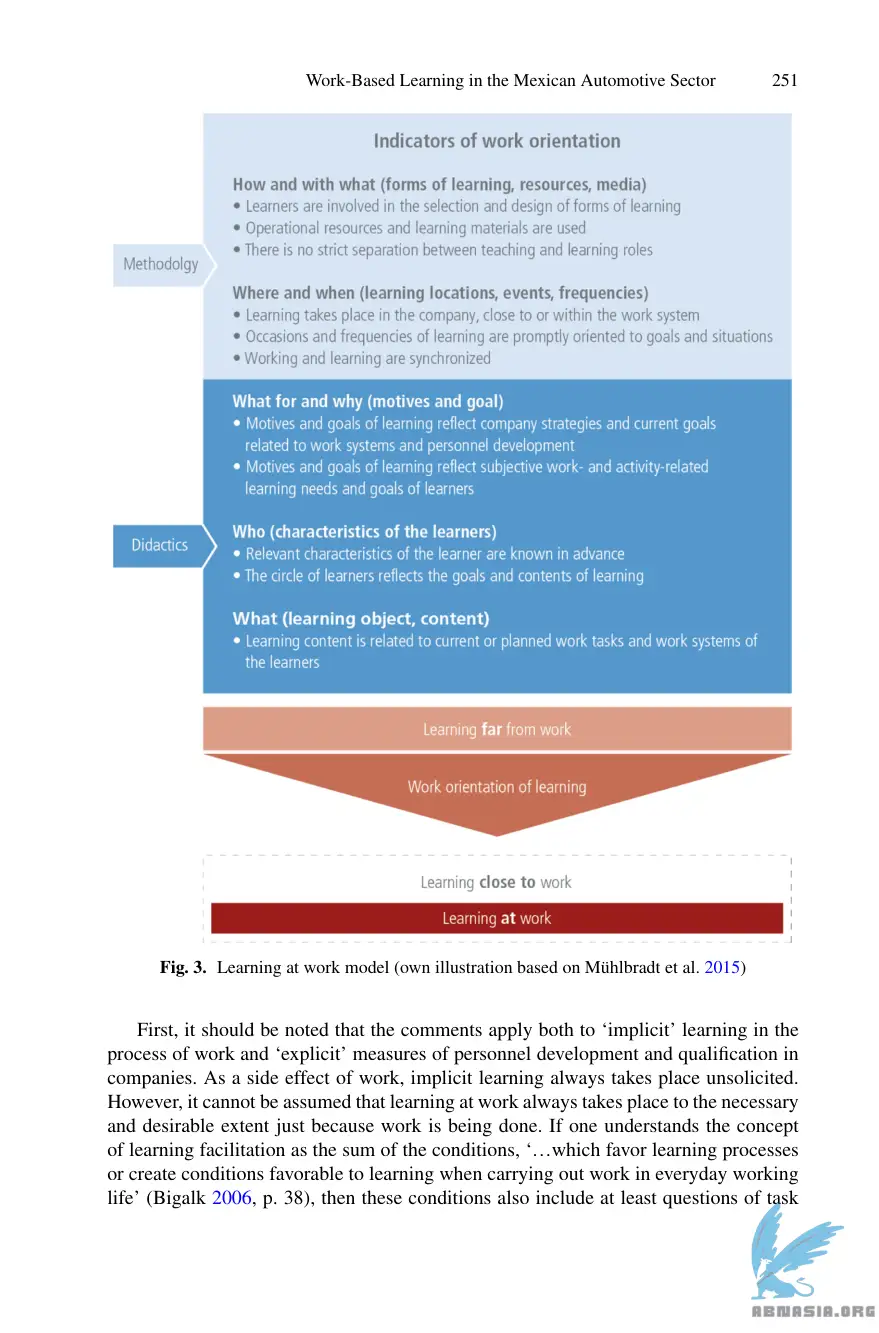 Work-Based Learning in the Mexican Automotive Sector 251
Indicators of work orientation
How and with what (forms of learning, resources, media)
• Learners are involved in the selection and design of forms of learning
• Operational resources and learning materials are used
• There is no strict separation between teaching and learning roles
Methodolgy
Where and when (learning locations, events, frequencies)
• Learning takes place in the company, close to or within the work system
• Occasions and frequencies of learning are promptly oriented to goals and situations
• Working and learning are synchronized
What for and why (motives and goal)
• Motives and goals of learning reflect company strategies and current goals
related to work systems and personnel development
• Motives and goals of learning reflect subjective work- and activity-related
learning needs and goals of learners
Didactics
Who (characteristics of the learners)
• Relevant characteristics of the learner are known in advance
• The circle of learners reflects the goals and contents of learning
What (learning object, content)
• Learning content is related to current or planned work tasks and work systems of
the learners
Learning far from work
Work orientation of learning
Learning close to work
Learning at work
Fig. 3. Learning at work model (own illustration based on Mühlbradt et al. 2015)
First, it should be noted that the comments apply both to ‘implicit’ learning in the
process of work and ‘explicit’ measures of personnel development and qualification in
companies. As a side effect of work, implicit learning always takes place unsolicited.
However, it cannot be assumed that learning at work always takes place to the necessary
and desirable extent just because work is being done. If one understands the concept
of learning facilitation as the sum of the conditions, ‘…which favor learning processes
or create conditions favorable to learning when carrying out work in everyday working
life’ (Bigalk 2006, p. 38), then these conditions also include at least questions of task
ABNASIA.ORG